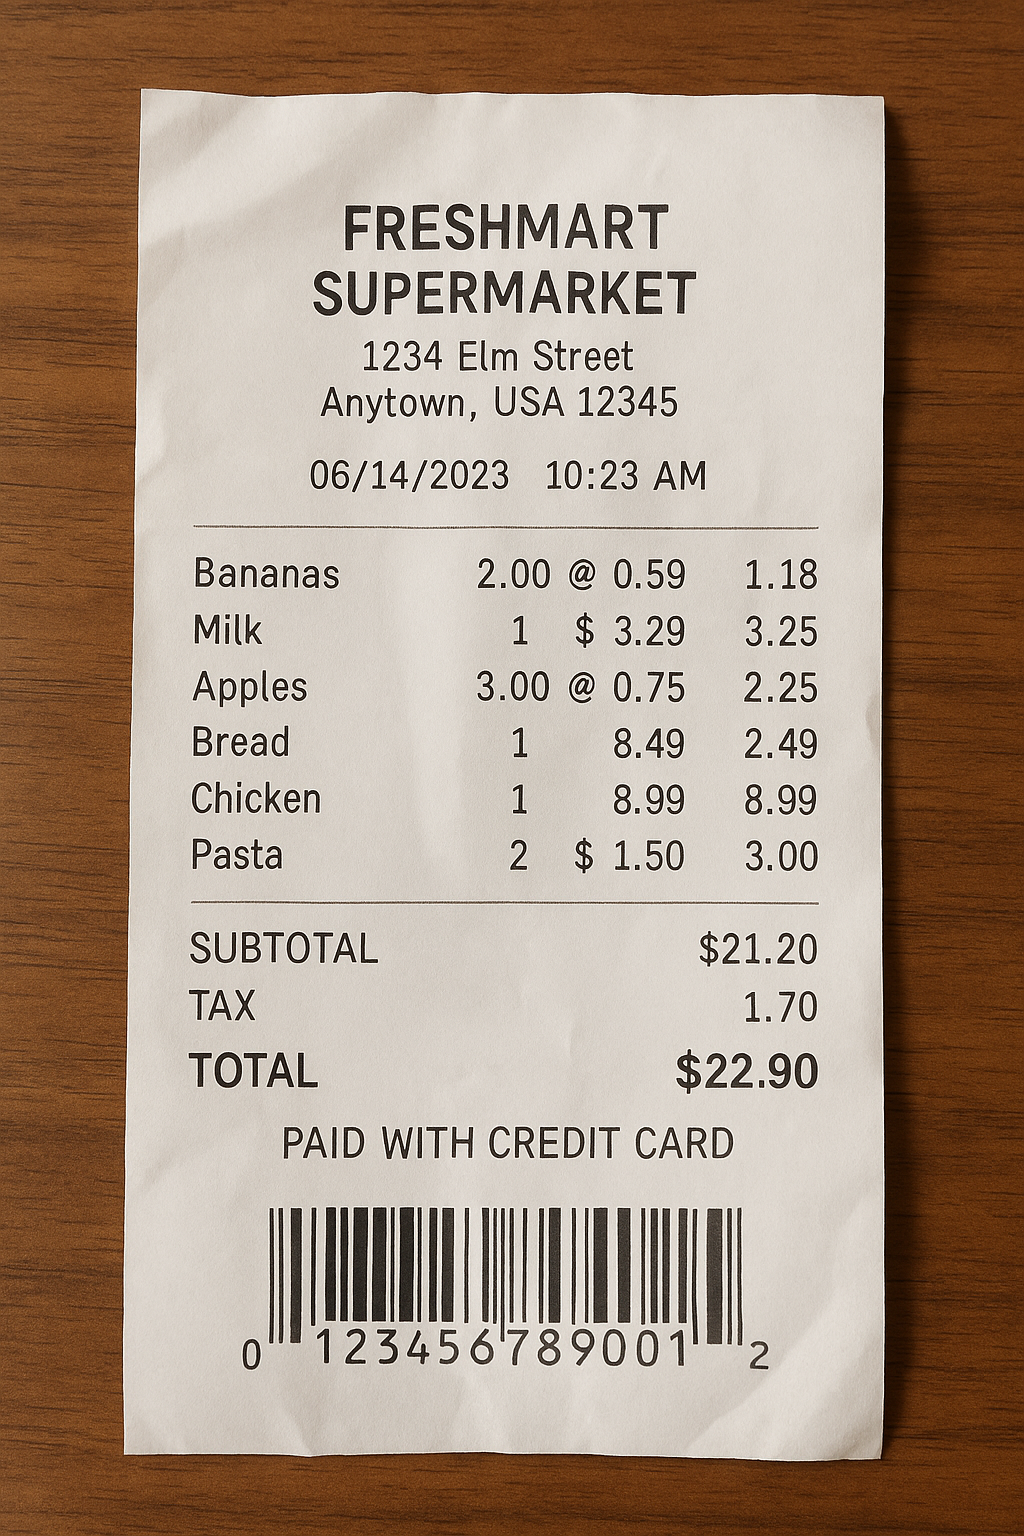 FRESHMART
SUPERMARKET
1234 Elm Street
Anytown, USA 12345
06/14/2023 10:23 AM
Bananas 2.00 @ 0.59 1.18
Milk 1 $ 3.29 3.25
Apples 3.00 @ 0.75 2.25
Bread 1 8.49 2.49
Chicken 1 8.99 8.99
Pasta 2 $ 1.50 3.00
SUBTOTAL $21.20
TAX 1.70
TOTAL $22.90
PAID WITH CREDIT CARD
0 123456789001 2